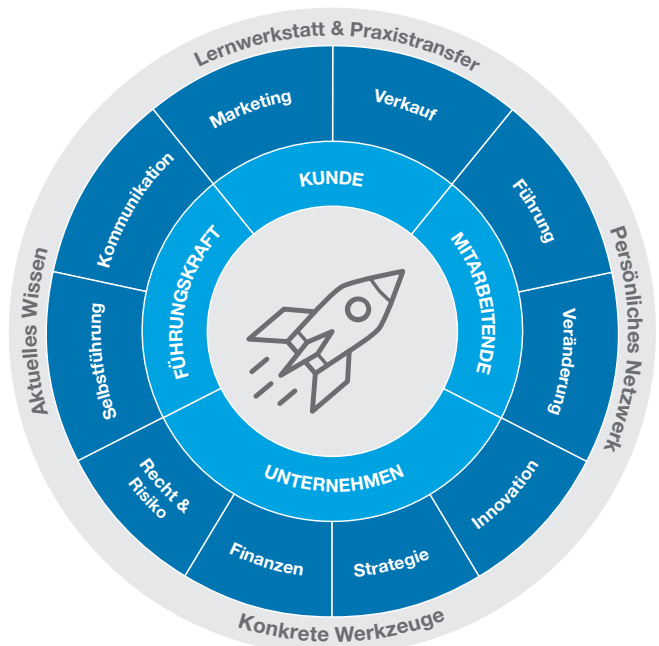 Lernwerkstatt & Praxistransfer
Marketing
Verkauf
KUNDE
Kommunikation
Führung
FÜHRUNGSKRAFT
MITARBEITENDE
Aktuelles Wissen
Persönliches Netzwerk
Selbstführung
Veränderung
UNTERNEHMEN
Recht &
Risiko
Innovation
Finanzen
Strategie
Konkrete Werkzeuge